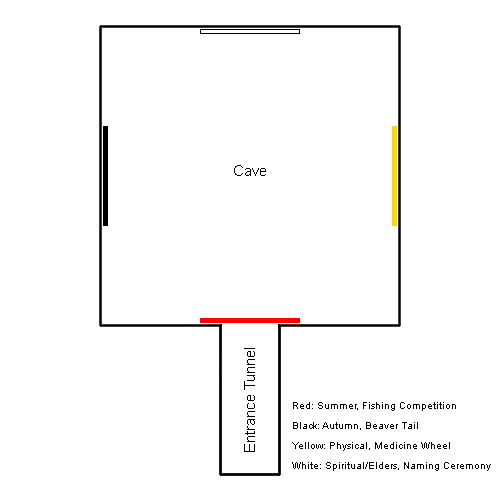 Cave
Entrance Tunnel
Red: Summer, Fishing Competition
Black: Autumn, Beaver Tail
Yellow: Physical, Medicine Wheel
White: Spiritual/Elders, Naming Ceremony